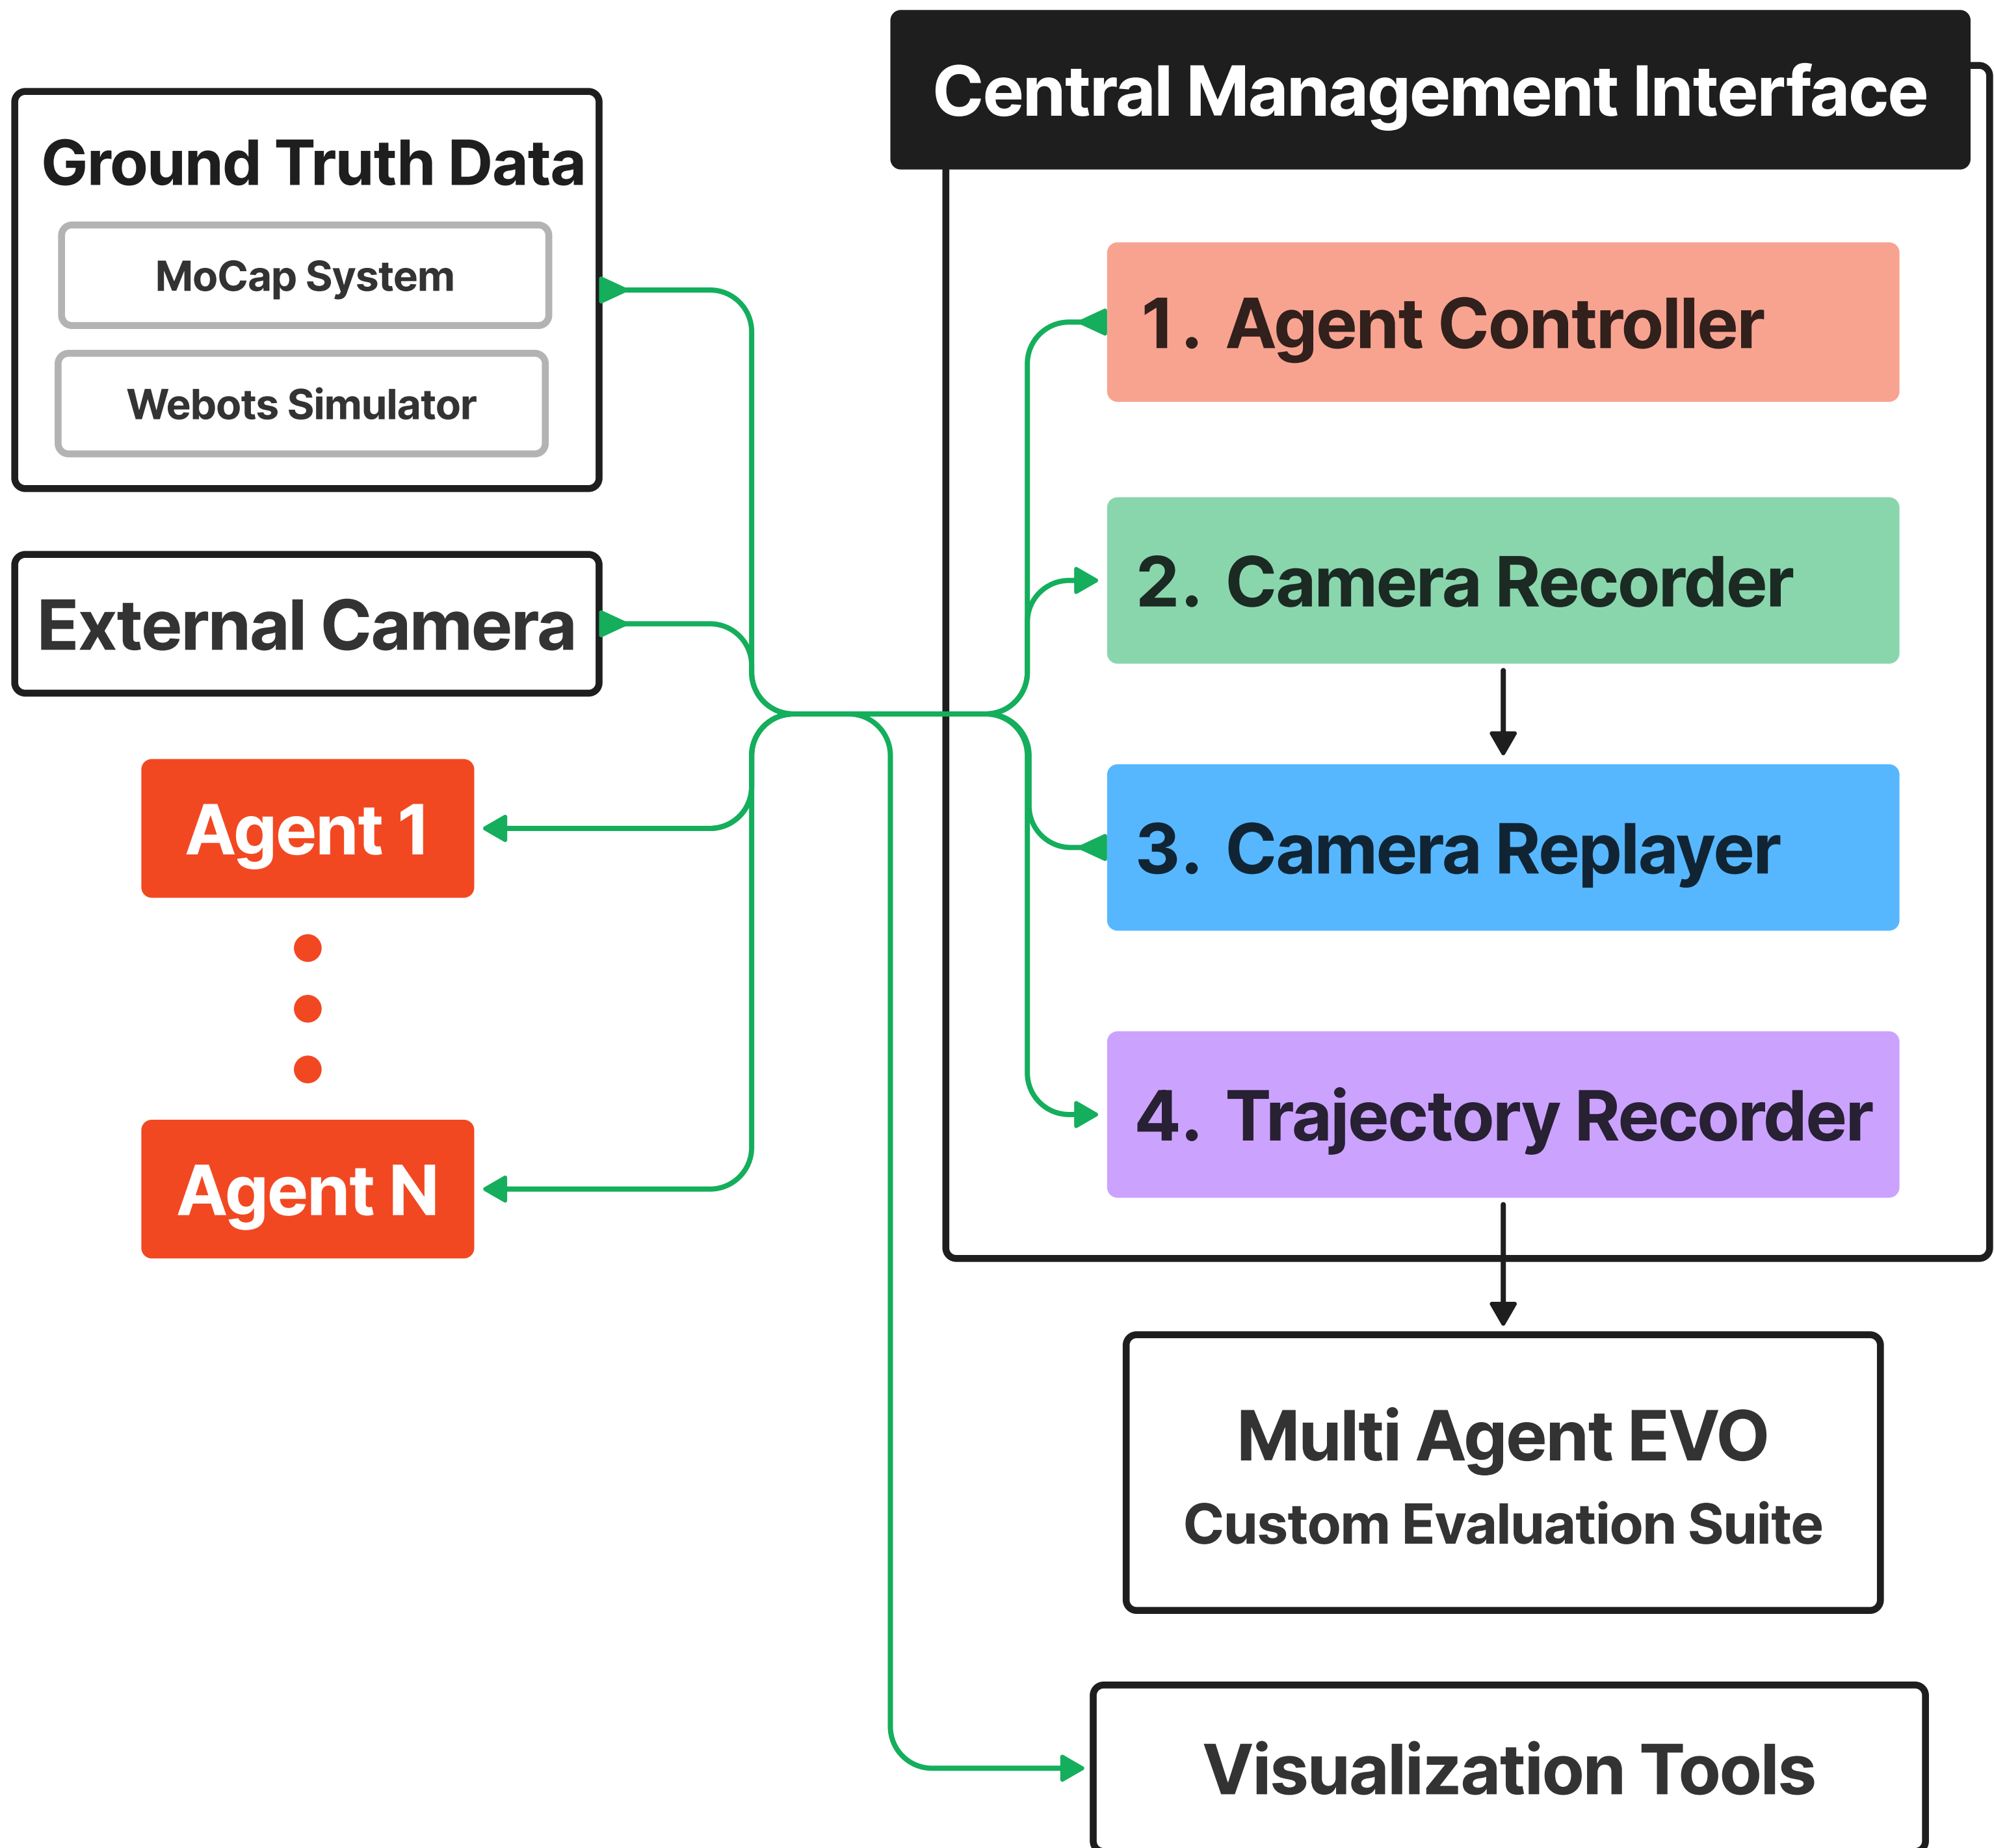 Central Management Interface
Ground Truth Data
MoCap System
Webots Simulator
External Camera
Agent 1
Agent N
1. Agent Controller
2. Camera Recorder
3. Camera Replayer
4. Trajectory Recorder
Multi Agent EVO
Custom Evaluation Suite
Visualization Tools